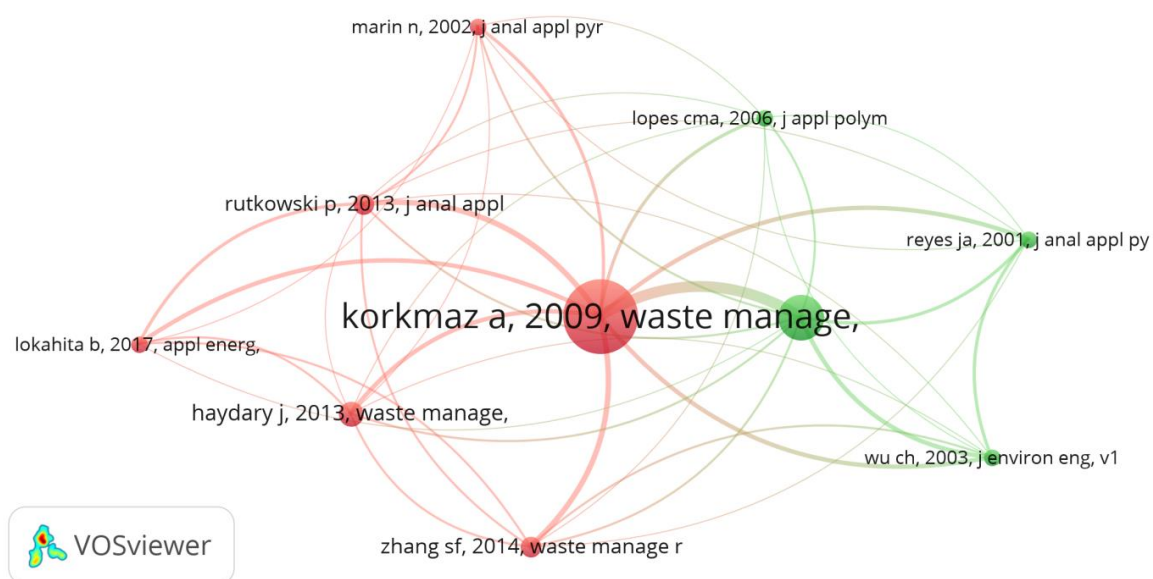 marin n, 2002, j anal appl pyr
lopes cma, 2006, j appl polym
rutkowski p, 2013, j anal appl
reyes ja, 2001, j anal appl py
korkmaz a, 2009, waste manage,
lokahita b, 2017, appl energ,
haydary j, 2013, waste manage,
wu ch, 2003, j environ eng, v1
zhang sf, 2014, waste manage r
VOSviewer